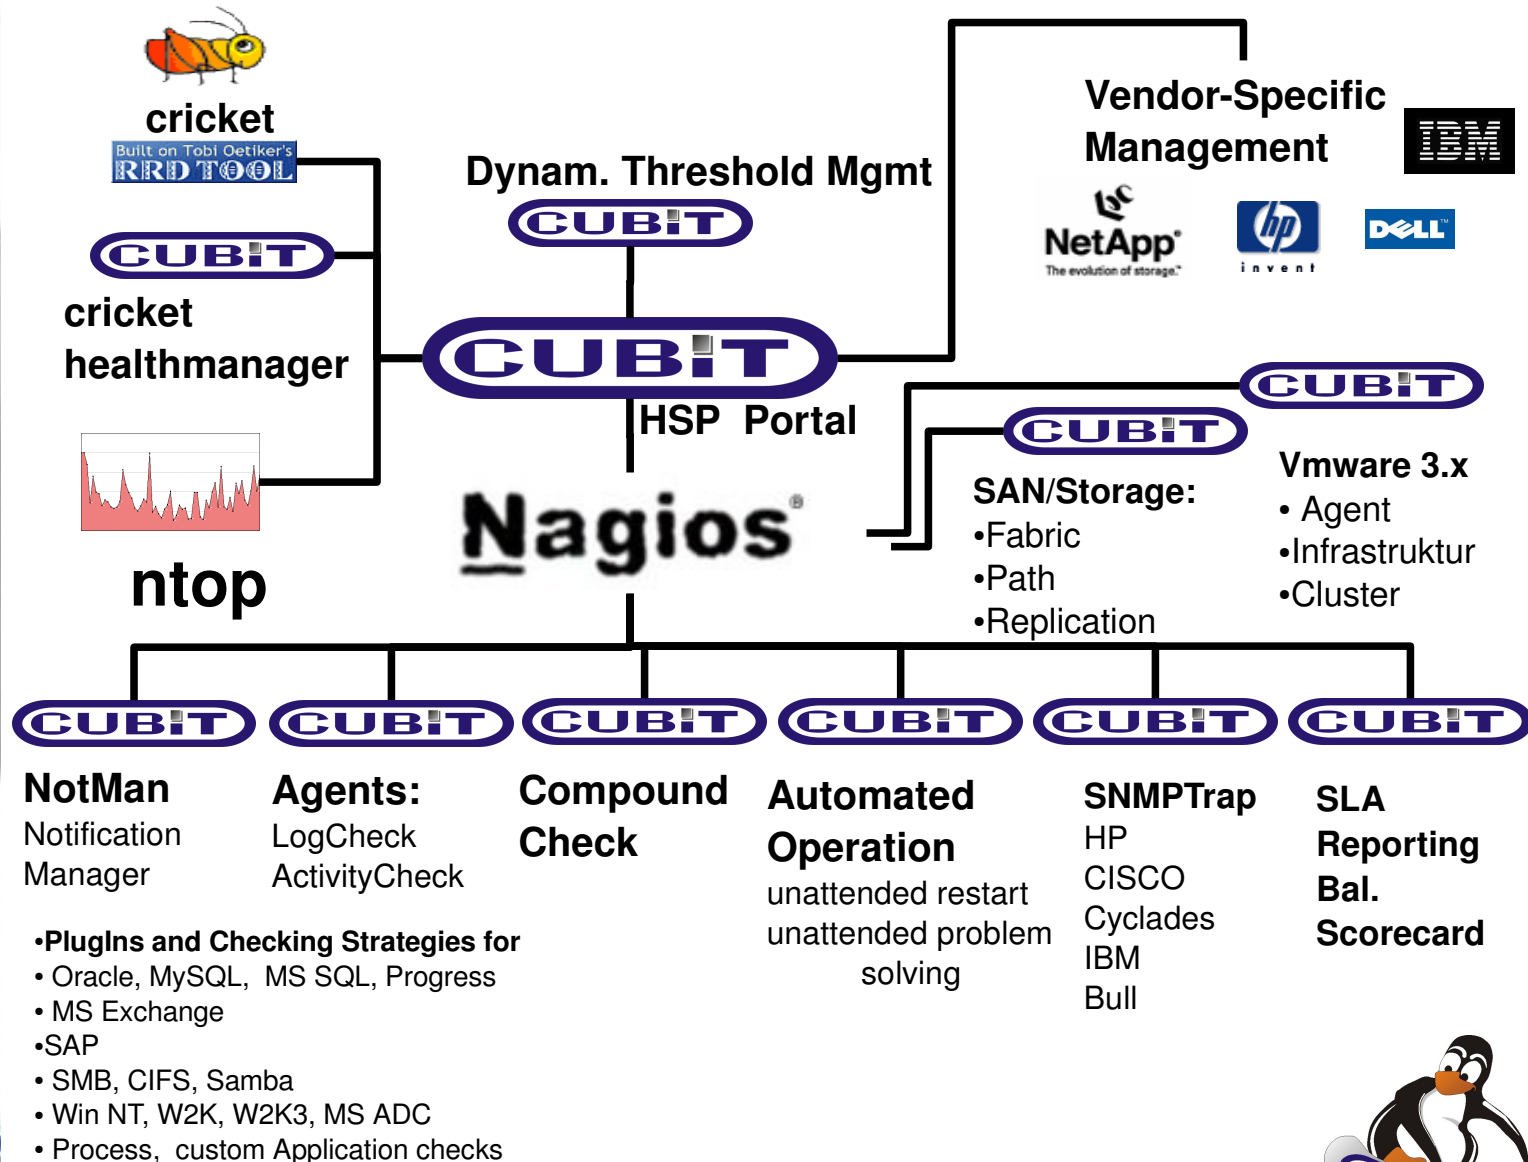 cricket
Built on Tobi Oetiker's
RRDTOOL
CUBiT
cricket
healthmanager
ntop
Dynam. Threshold Mgmt
CUBiT
CUBiT
HSP Portal
Nagios®
Vendor-Specific
Management
IBM
NetApp®
The evolution of storage.™
hp
invent
DELL™
CUBiT
SAN/Storage:
•Fabric
•Path
•Replication
CUBiT
Vmware 3.x
• Agent
•Infrastruktur
•Cluster
CUBiT
NotMan
Notification
Manager
CUBiT
Agents:
LogCheck
ActivityCheck
CUBiT
Compound
Check
CUBiT
Automated
Operation
unattended restart
unattended problem
solving
CUBiT
SNMPTrap
HP
CISCO
Cyclades
IBM
Bull
CUBiT
SLA
Reporting
Bal.
Scorecard
•PlugIns and Checking Strategies for
• Oracle, MySQL, MS SQL, Progress
• MS Exchange
•SAP
• SMB, CIFS, Samba
• Win NT, W2K, W2K3, MS ADC
• Process, custom Application checks